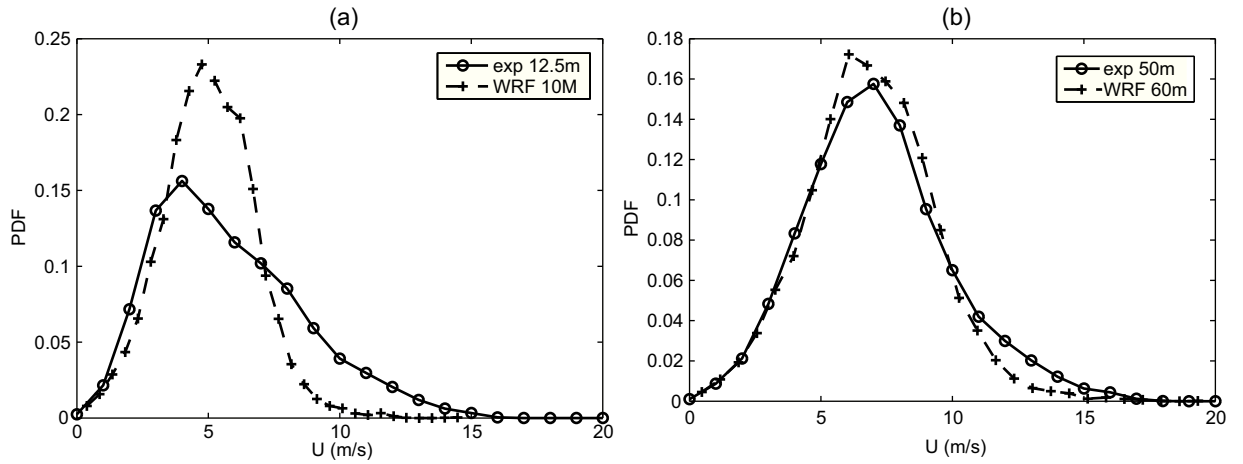 (a)
0.25
0.2
0.15
0.1
0.05
0
PDF
0 5 10 15 20
U (m/s)
exp 12.5m
WRF 10M
(b)
0.18
0.16
0.14
0.12
0.1
0.08
0.06
0.04
0.02
0
PDF
0 5 10 15 20
U (m/s)
exp 50m
WRF 60m